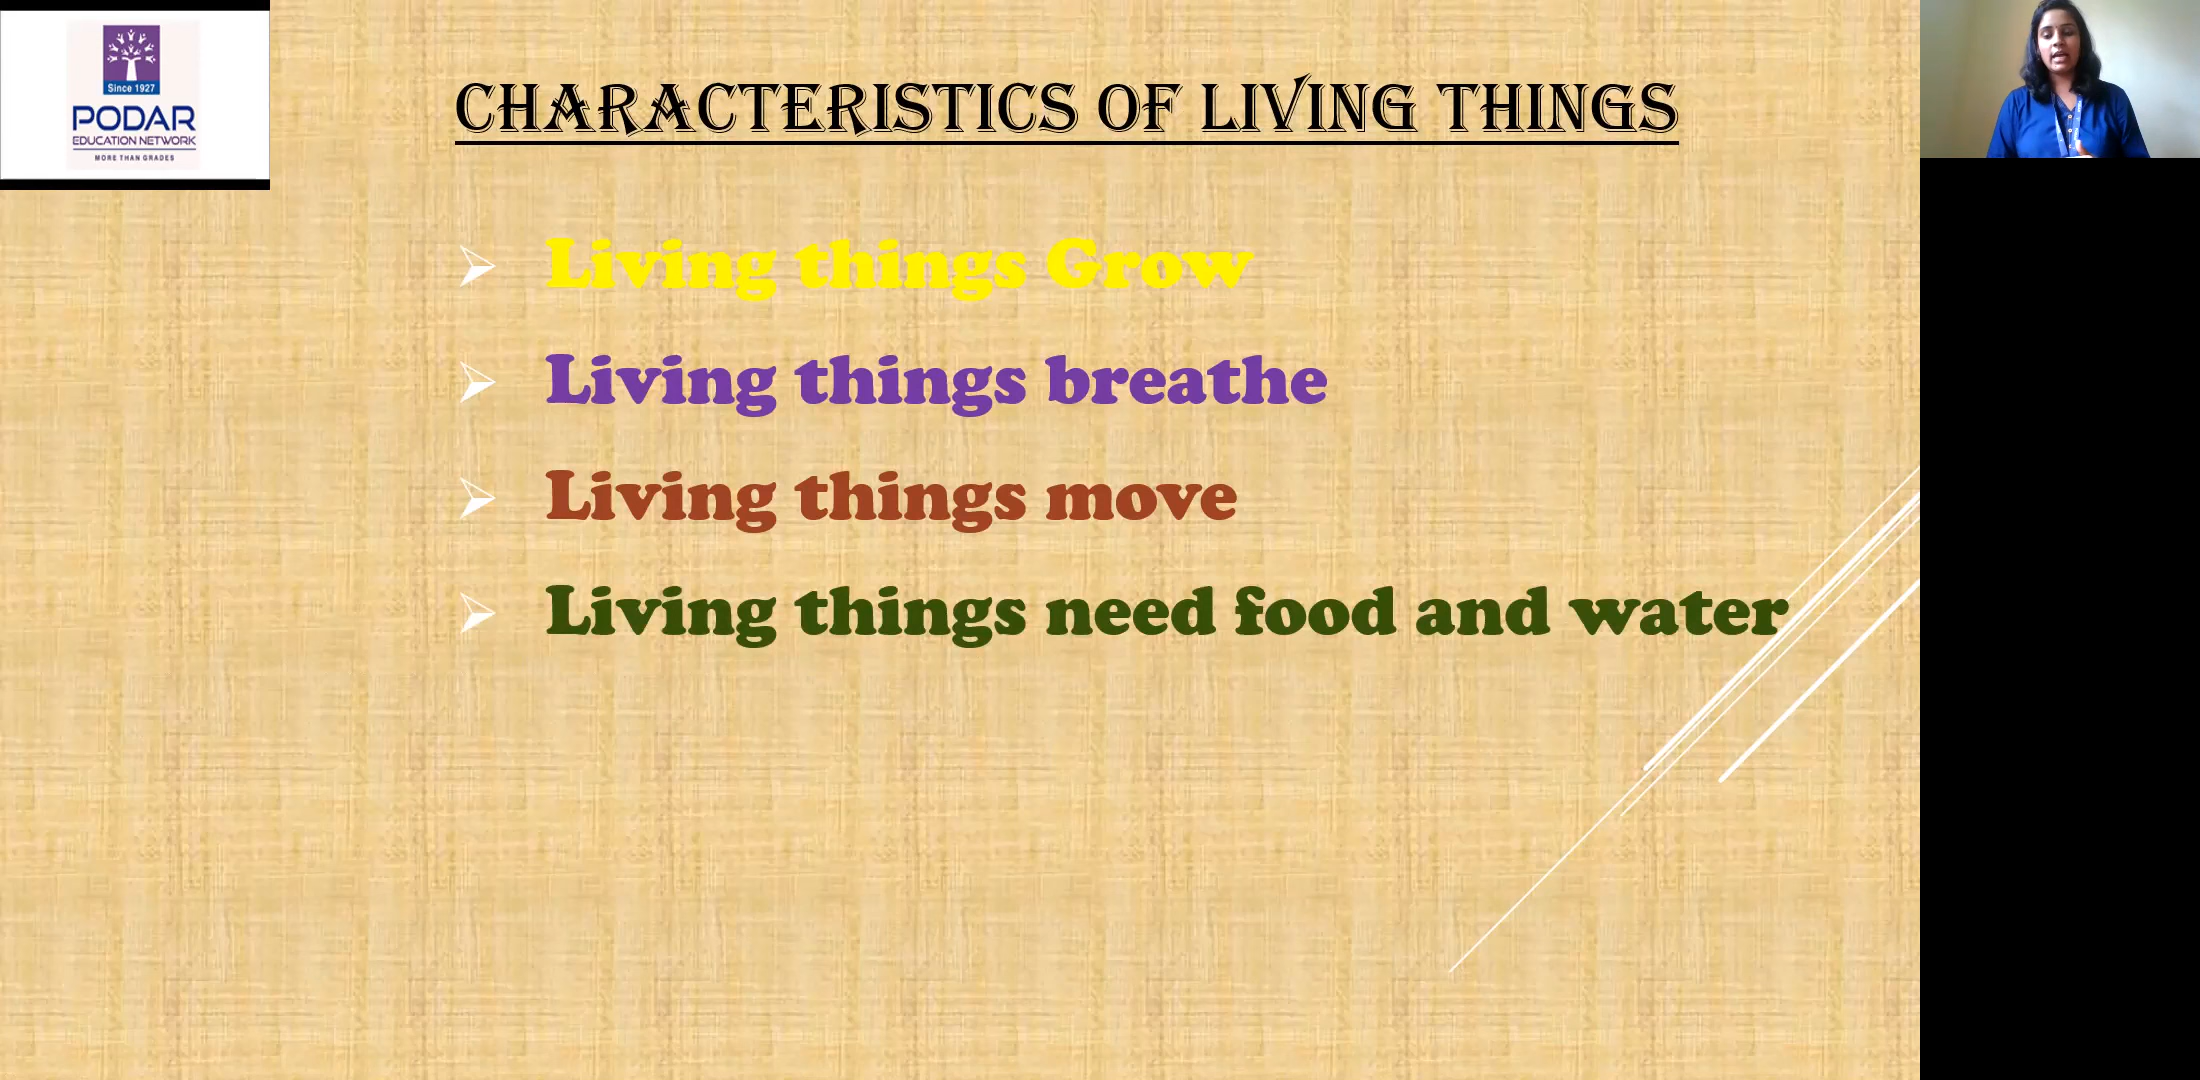 Since 1927
PODAR
EDUCATION NETWORK
MORE THAN GRADES
CHARACTERISTICS OF LIVING THINGS
Living things Grow
Living things breathe
Living things move
Living things need food and water